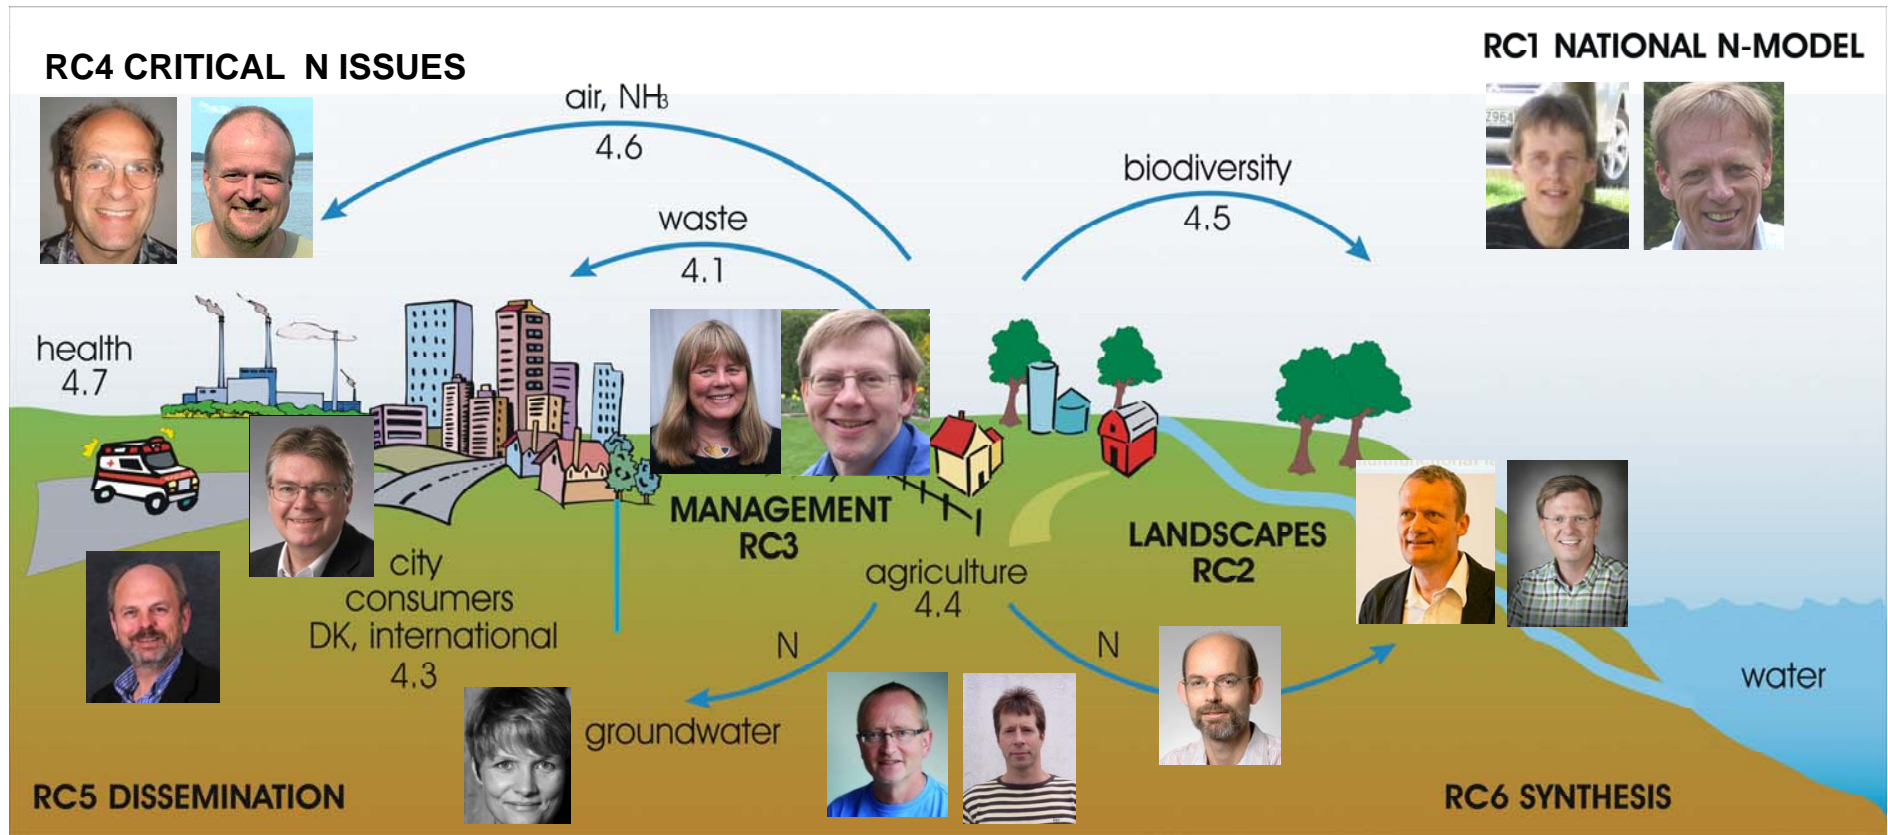 RC4 CRITICAL N ISSUES
RC1 NATIONAL N-MODEL
air, NH3
4.6
biodiversity
4.5
waste
4.1
health
4.7
MANAGEMENT
RC3
LANDSCAPES
RC2
agriculture
4.4
city
consumers
DK, international
4.3
N
N
groundwater
water
RC5 DISSEMINATION
RC6 SYNTHESIS
Z964